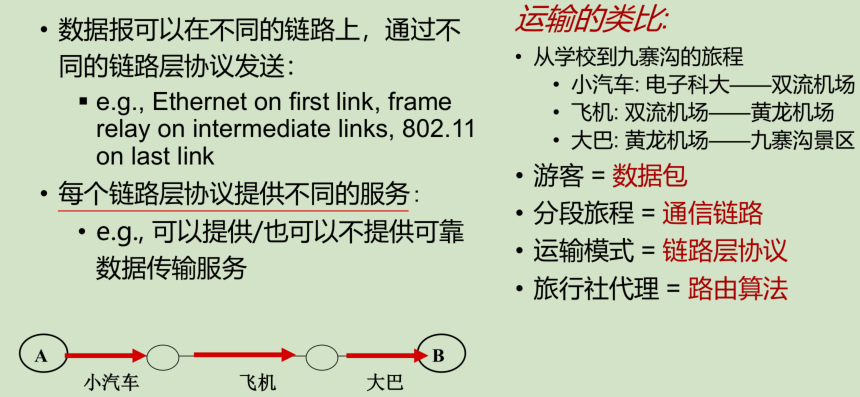 • 数据报可以在不同的链路上，通过不
同的链路层协议发送：
▪ e.g., Ethernet on first link, frame
relay on intermediate links, 802.11
on last link
• 每个链路层协议提供不同的服务：
• e.g., 可以提供/也可以不提供可靠
数据传输服务
运输的类比:
• 从学校到九寨沟的旅程
• 小汽车: 电子科大——双流机场
• 飞机: 双流机场——黄龙机场
• 大巴: 黄龙机场——九寨沟景区
• 游客 = 数据包
• 分段旅程 = 通信链路
• 运输模式 = 链路层协议
• 旅行社代理 = 路由算法
A B
小汽车 飞机 大巴